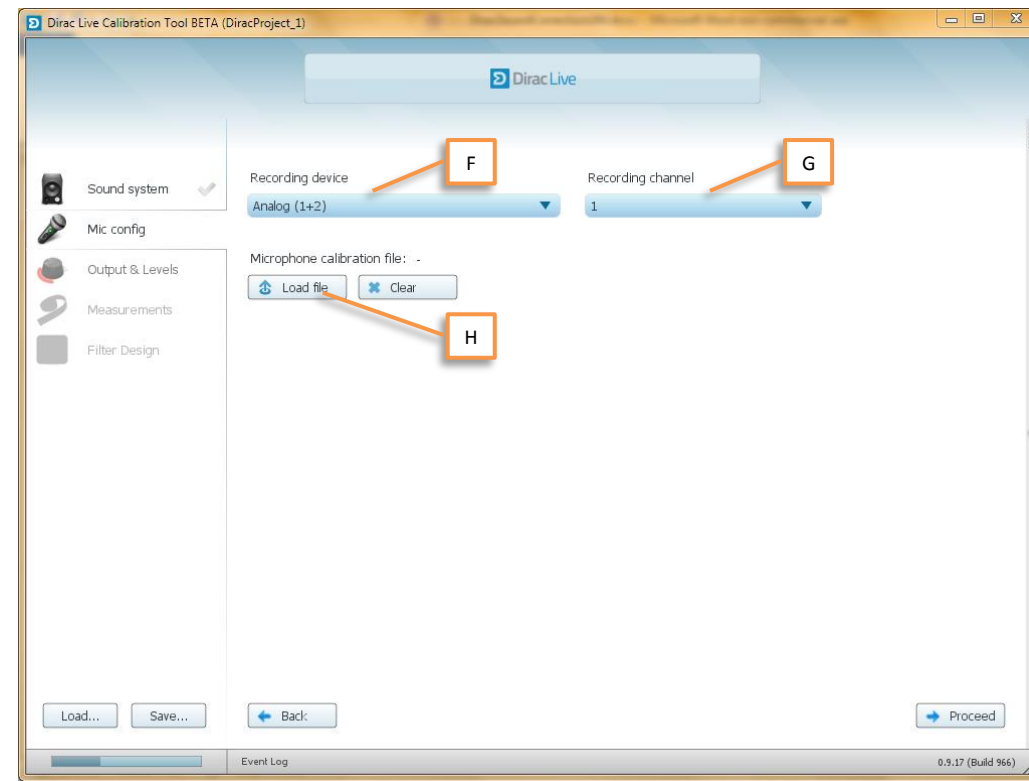 Dirac Live Calibration Tool BETA (DiracProject_1)
Dirac Live
F
G
Recording device
Recording channel
Sound system
Analog (1+2)
1
Mic config
Microphone calibration file: -
Output & Levels
Load file
Clear
Measurements
H
Filter Design
Load...
Save...
Back
Proceed
Event Log
0.9.17 (Build 966)